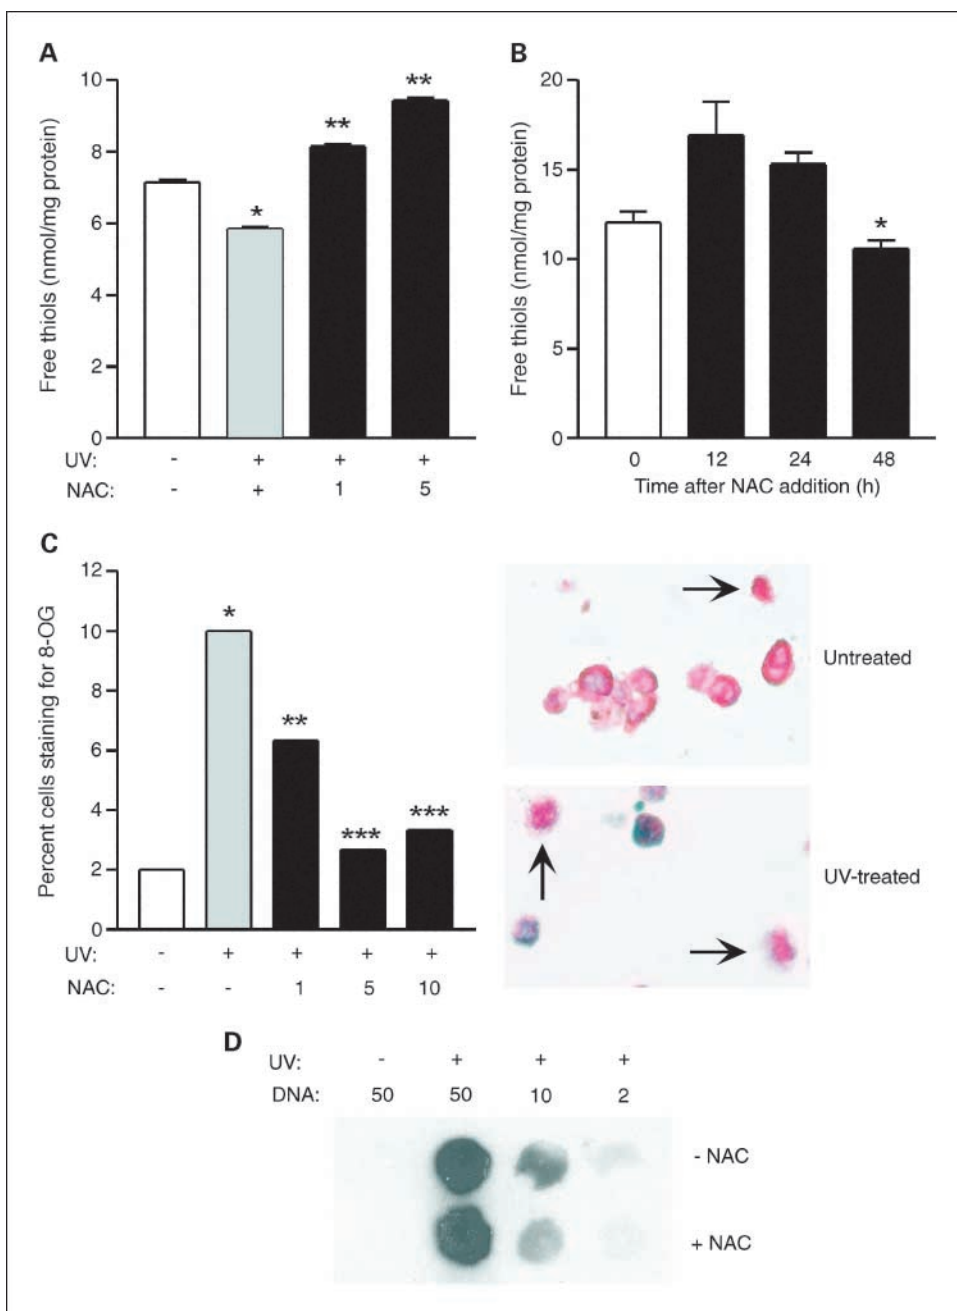 A
Free thiols (nmol/mg protein)
10
8
6
4
2
0
*
**
**
UV: - + + +
NAC: - + 1 5
B
Free thiols (nmol/mg protein)
20
15
10
5
0
*
0 12 24 48
Time after NAC addition (h)
C
Percent cells staining for 8-OG
12
10
6
4
2
0
*
**
***
***
UV: - + + + +
NAC: - - 1 5 10
Untreated
UV-treated
D
UV: - + + +
DNA: 50 50 10 2
- NAC
+ NAC